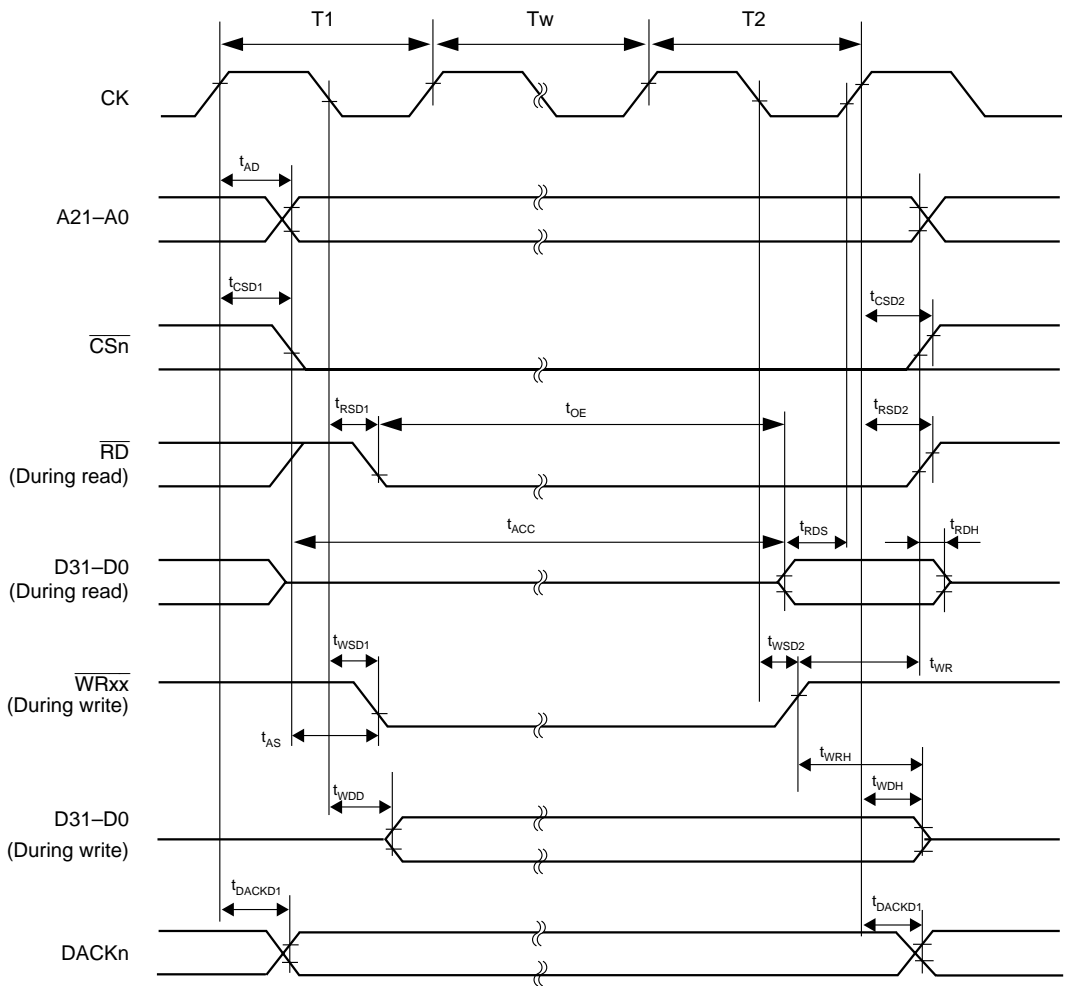 T1 Tw T2
CK
tAD
A21–A0
tCSD1 tCSD2
CSn
tRSD1 tOE tRSD2
RD
(During read)
tACC tRDS tRDH
D31–D0
(During read)
tWSD1 tWSD2 tWR
WRxx
(During write)
tAS
tWRH
tWDD tWDH
D31–D0
(During write)
tDACKD1 tDACKD1
DACKn